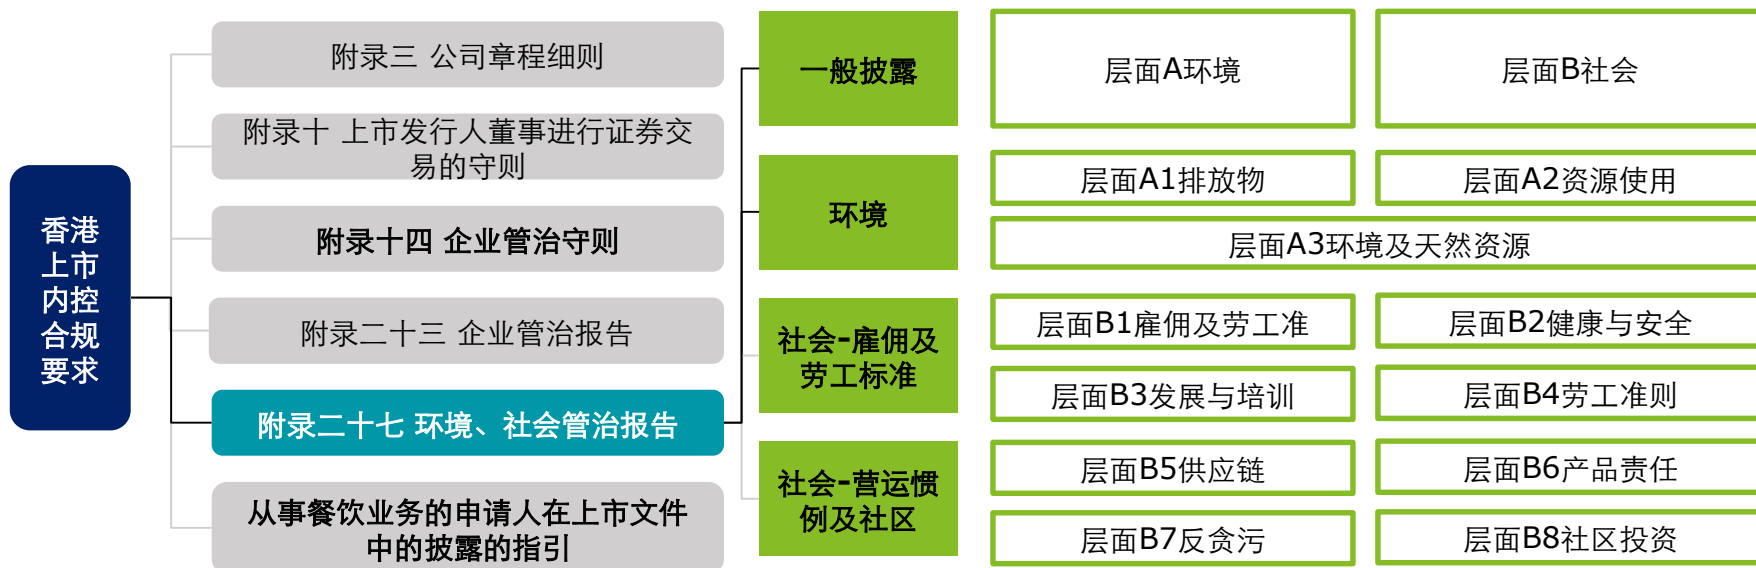 香港
上市
内控
合规
要求
附录三 公司章程细则
附录十 上市发行人董事进行证券交
易的守则
附录十四 企业管治守则
附录二十三 企业管治报告
附录二十七 环境、社会管治报告
从事餐饮业务的申请人在上市文件
中的披露的指引
一般披露
层面A环境
层面B社会
环境
层面A1排放物
层面A2资源使用
层面A3环境及天然资源
社会-雇佣及
劳工标准
层面B1雇佣及劳工准
层面B2健康与安全
层面B3发展与培训
层面B4劳工准则
社会-营运惯
例及社区
层面B5供应链
层面B6产品责任
层面B7反贪污
层面B8社区投资